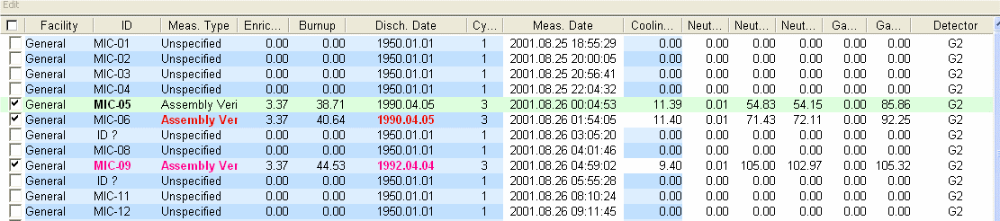 Edit
Facility ID Meas. Type Enric... Burnup Disch. Date Cy... Meas. Date Coolin... Neut... Neut... Neut... Ga... Ga... Detector
General MIC-01 Unspecified 0.00 0.00 1950.01.01 1 2001.08.25 18:55:29 0.00 0.00 0.00 0.00 0.00 0.00 G2
General MIC-02 Unspecified 0.00 0.00 1950.01.01 1 2001.08.25 20:00:05 0.00 0.00 0.00 0.00 0.00 0.00 G2
General MIC-03 Unspecified 0.00 0.00 1950.01.01 1 2001.08.25 20:56:41 0.00 0.00 0.00 0.00 0.00 0.00 G2
General MIC-04 Unspecified 0.00 0.00 1950.01.01 1 2001.08.25 22:04:32 0.00 0.00 0.00 0.00 0.00 0.00 G2
General MIC-05 Assembly Veri 3.37 38.71 1990.04.05 3 2001.08.26 00:04:53 11.39 0.01 54.83 54.15 0.00 85.86 G2
General MIC-06 Assembly Ver 3.37 40.64 1990.04.05 3 2001.08.26 01:54:05 11.40 0.01 71.43 72.11 0.00 92.25 G2
General ID ? Unspecified 0.00 0.00 1950.01.01 1 2001.08.26 03:05:20 0.00 0.00 0.00 0.00 0.00 0.00 G2
General MIC-08 Unspecified 0.00 0.00 1950.01.01 1 2001.08.26 04:01:46 0.00 0.00 0.00 0.00 0.00 0.00 G2
General MIC-09 Assembly Ver 3.37 44.53 1992.04.04 3 2001.08.26 04:59:02 9.40 0.01 105.00 102.97 0.00 105.32 G2
General ID ? Unspecified 0.00 0.00 1950.01.01 1 2001.08.26 05:55:28 0.00 0.00 0.00 0.00 0.00 0.00 G2
General MIC-11 Unspecified 0.00 0.00 1950.01.01 1 2001.08.26 08:10:24 0.00 0.00 0.00 0.00 0.00 0.00 G2
General MIC-12 Unspecified 0.00 0.00 1950.01.01 1 2001.08.26 09:11:45 0.00 0.00 0.00 0.00 0.00 0.00 G2